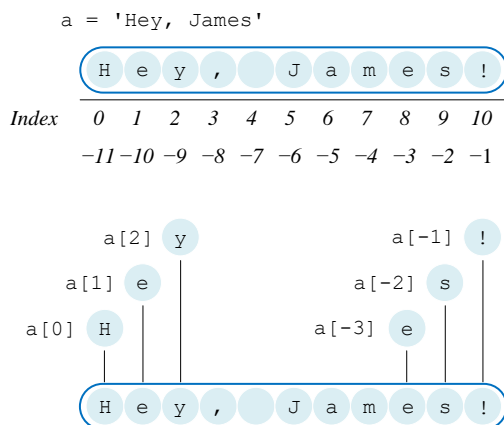 a = 'Hey, James'
H e y , J a m e s !
Index 0 1 2 3 4 5 6 7 8 9 10
−11 −10 −9 −8 −7 −6 −5 −4 −3 −2 −1
a[2] y a[-1] !
a[1] e a[-2] s
a[0] H a[-3] e
H e y , J a m e s !